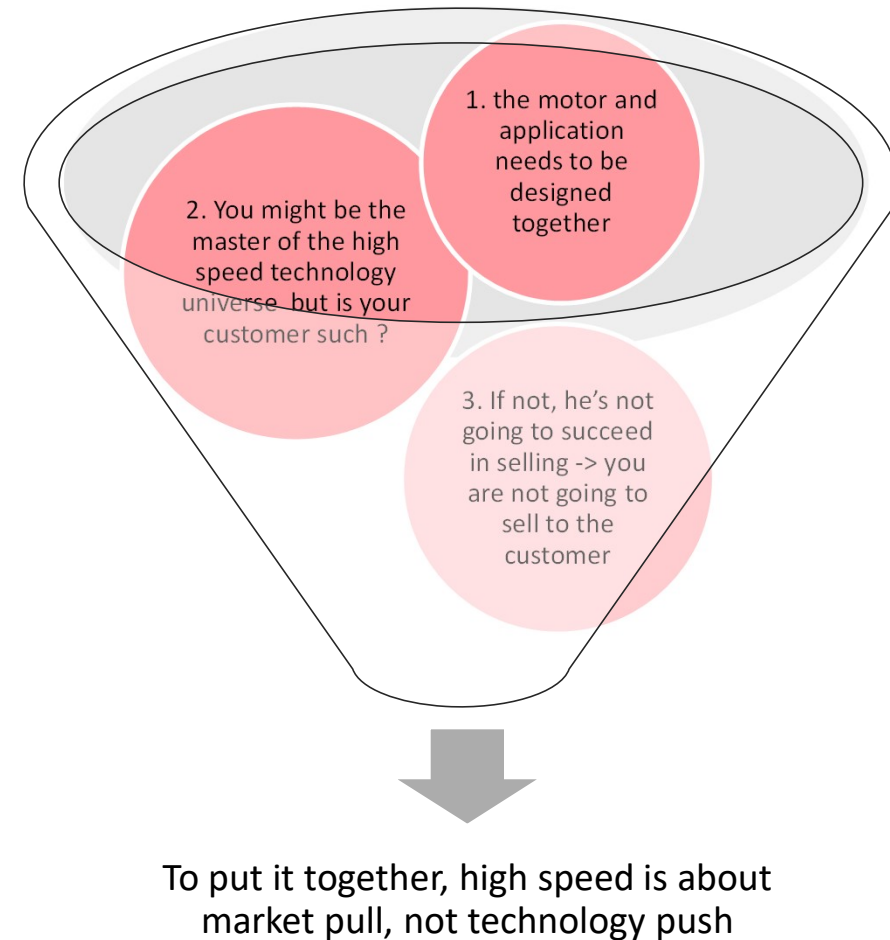 1. the motor and
application
needs to be
designed
together
2. You might be the
master of the high
speed technology
universe but is your
customer such ?
3. If not, he's not
going to succeed
in selling -> you
are not going to
sell to the
customer
To put it together, high speed is about
market pull, not technology push